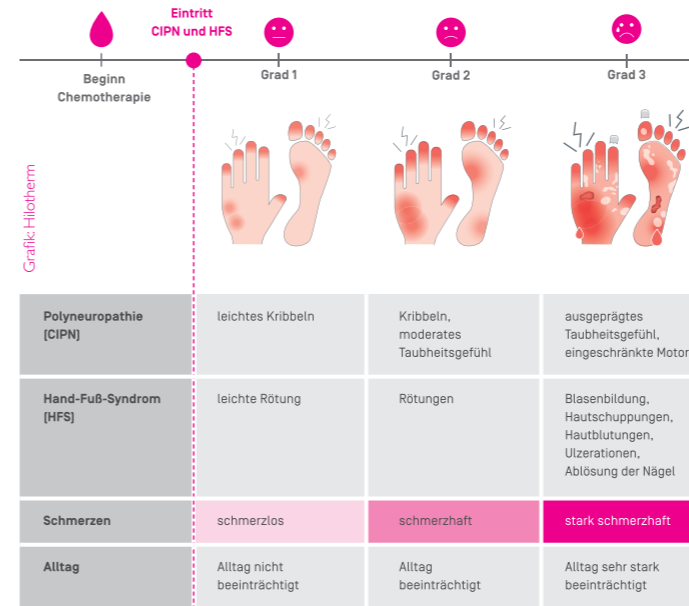 Eintritt
CIPN und HFS
Beginn
Chemotherapie
Grad 1
Grad 2
Grad 3
Grafik: Hilotherm
Polyneuropathie
[CIPN]
leichtes Kribbeln
Kribbeln,
moderates
Taubheitsgefühl
ausgeprägtes
Taubheitsgefühl,
eingeschränkte Motor
Hand-Fuß-Syndrom
[HFS]
leichte Rötung
Rötungen
Blasenbildung,
Hautschuppungen,
Hautblutungen,
Ulzerationen,
Ablösung der Nägel
Schmerzen
schmerzlos
schmerzhaft
stark schmerzhaft
Alltag
Alltag nicht
beeinträchtigt
Alltag
beeinträchtigt
Alltag sehr stark
beeinträchtigt